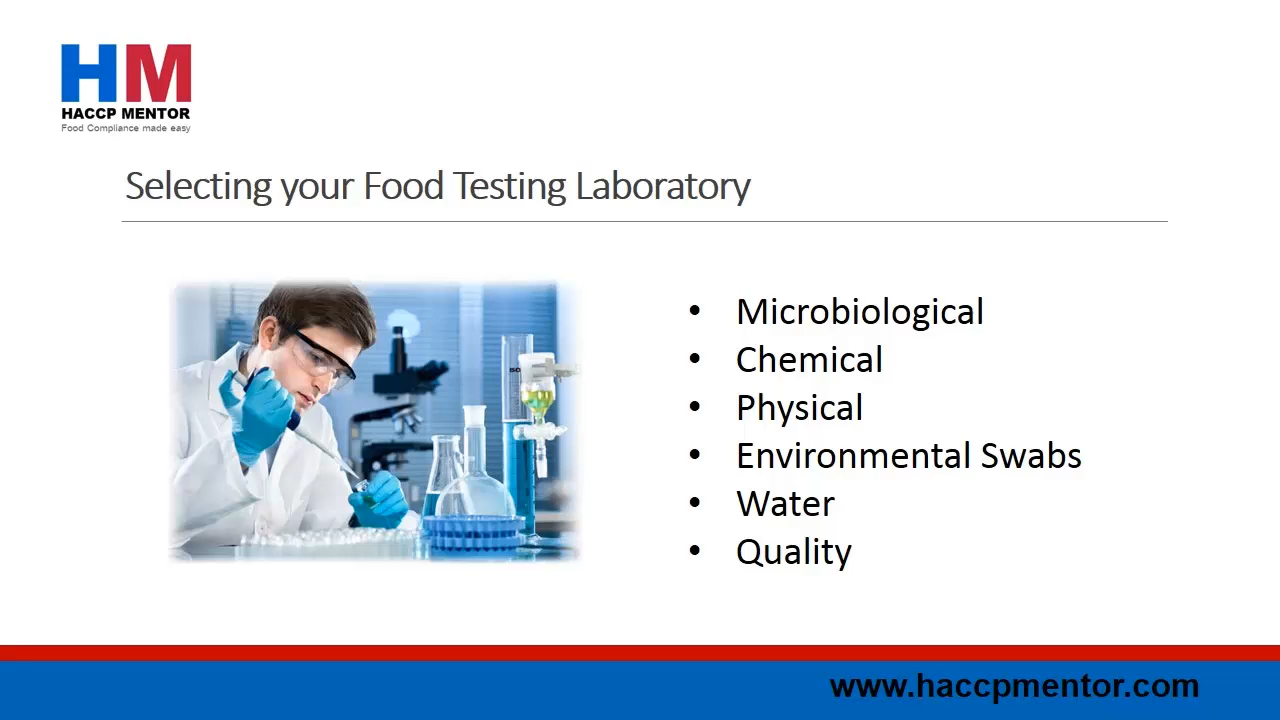 HM
HACCP MENTOR
Food Compliance made easy
Selecting your Food Testing Laboratory
• Microbiological
• Chemical
• Physical
• Environmental Swabs
• Water
• Quality
www.haccpmentor.com